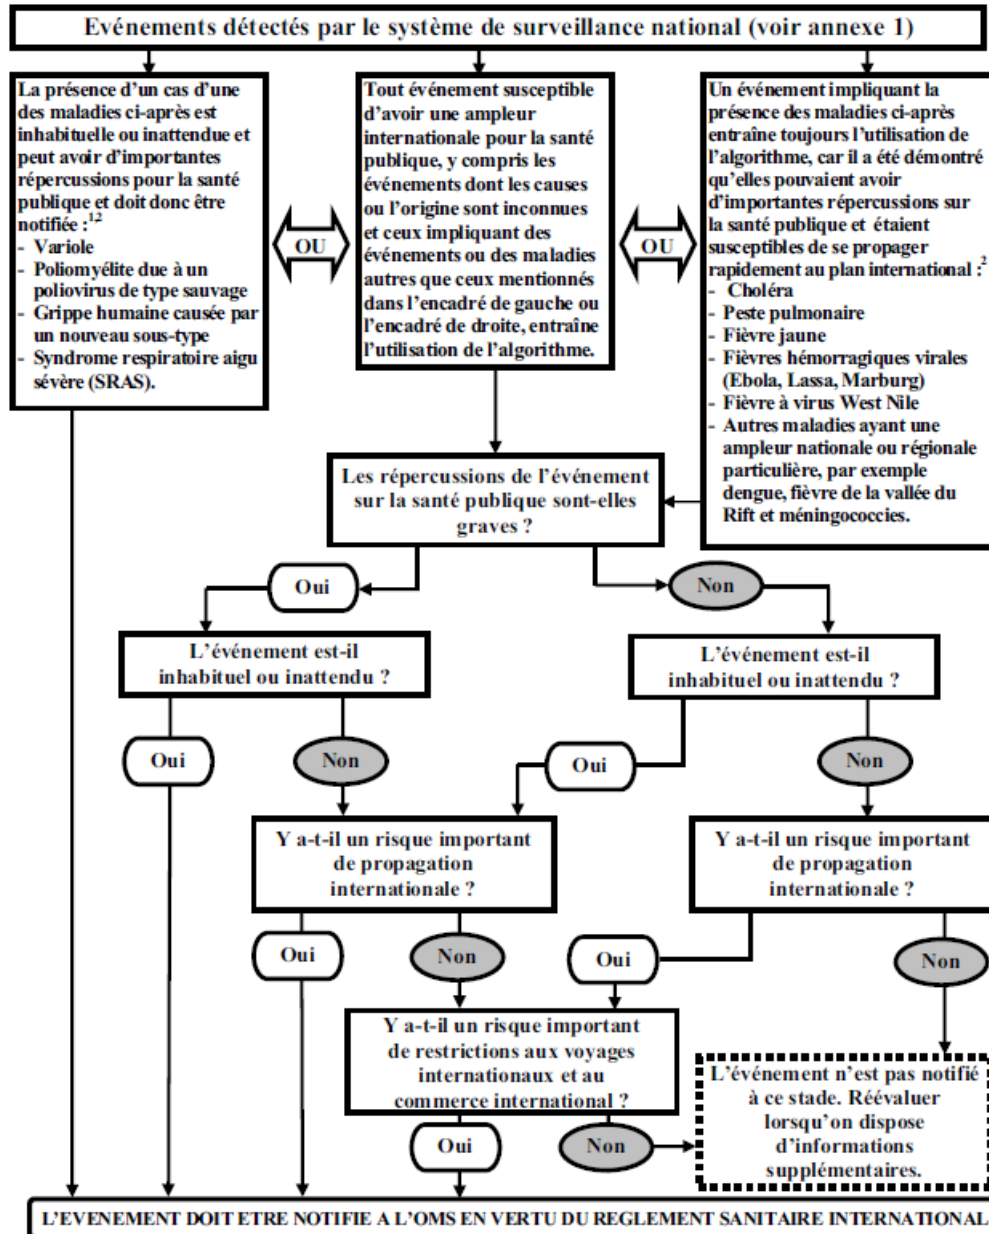 Evénements détectés par le système de surveillance national (voir annexe 1)
La présence d'un cas d'une
des maladies ci-après est
inhabituelle ou inattendue et
peut avoir d'importantes
répercussions pour la santé
publique et doit donc être
notifiée :1,2
- Variole
- Poliomyélite due à un
poliovirus de type sauvage
- Grippe humaine causée par
un nouveau sous-type
- Syndrome respiratoire aigu
sévère (SRAS).
OU
Tout événement susceptible
d'avoir une ampleur
internationale pour la santé
publique, y compris les
événements dont les causes
ou l'origine sont inconnues
et ceux impliquant des
événements ou des maladies
autres que ceux mentionnés
dans l'encadré de gauche ou
l'encadré de droite, entraîne
l'utilisation de l'algorithme.
OU
Un événement impliquant la
présence des maladies ci-après
entraîne toujours l'utilisation de
l'algorithme, car il a été démontré
qu'elles pouvaient avoir
d'importantes répercussions sur
la santé publique et étaient
susceptibles de se propager
rapidement au plan international :2
- Choléra
- Peste pulmonaire
- Fièvre jaune
- Fièvres hémorragiques virales
(Ebola, Lassa, Marburg)
- Fièvre à virus West Nile
- Autres maladies ayant une
ampleur nationale ou régionale
particulière, par exemple
dengue, fièvre de la vallée du
Rift et méningococcies.
Les répercussions de l'événement
sur la santé publique sont-elles
graves ?
Oui
Non
L'événement est-il
inhabituel ou inattendu ?
L'événement est-il
inhabituel ou inattendu ?
Oui
Non
Oui
Non
Y a-t-il un risque important
de propagation
internationale ?
Y a-t-il un risque important
de propagation
internationale ?
Oui
Non
Oui
Non
Y a-t-il un risque important
de restrictions aux voyages
internationaux et au
commerce international ?
L'événement n'est pas notifié
à ce stade. Réévaluer
lorsqu'on dispose
d'informations
supplémentaires.
Oui
Non
L'EVENEMENT DOIT ETRE NOTIFIE A L'OMS EN VERTU DU REGLEMENT SANITAIRE INTERNATIONAL